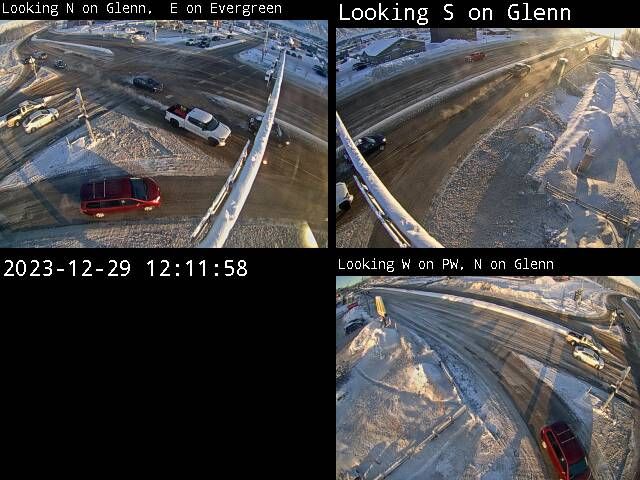 Looking N on Glenn,  E on Evergreen
Looking S on Glenn
2023-12-29 12:11:58
Looking W on PW, N on Glenn